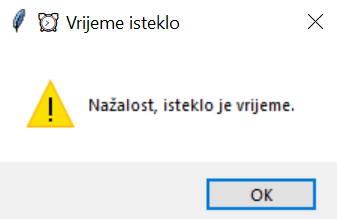 Vrijeme isteklo
Nažalost, isteklo je vrijeme.
OK